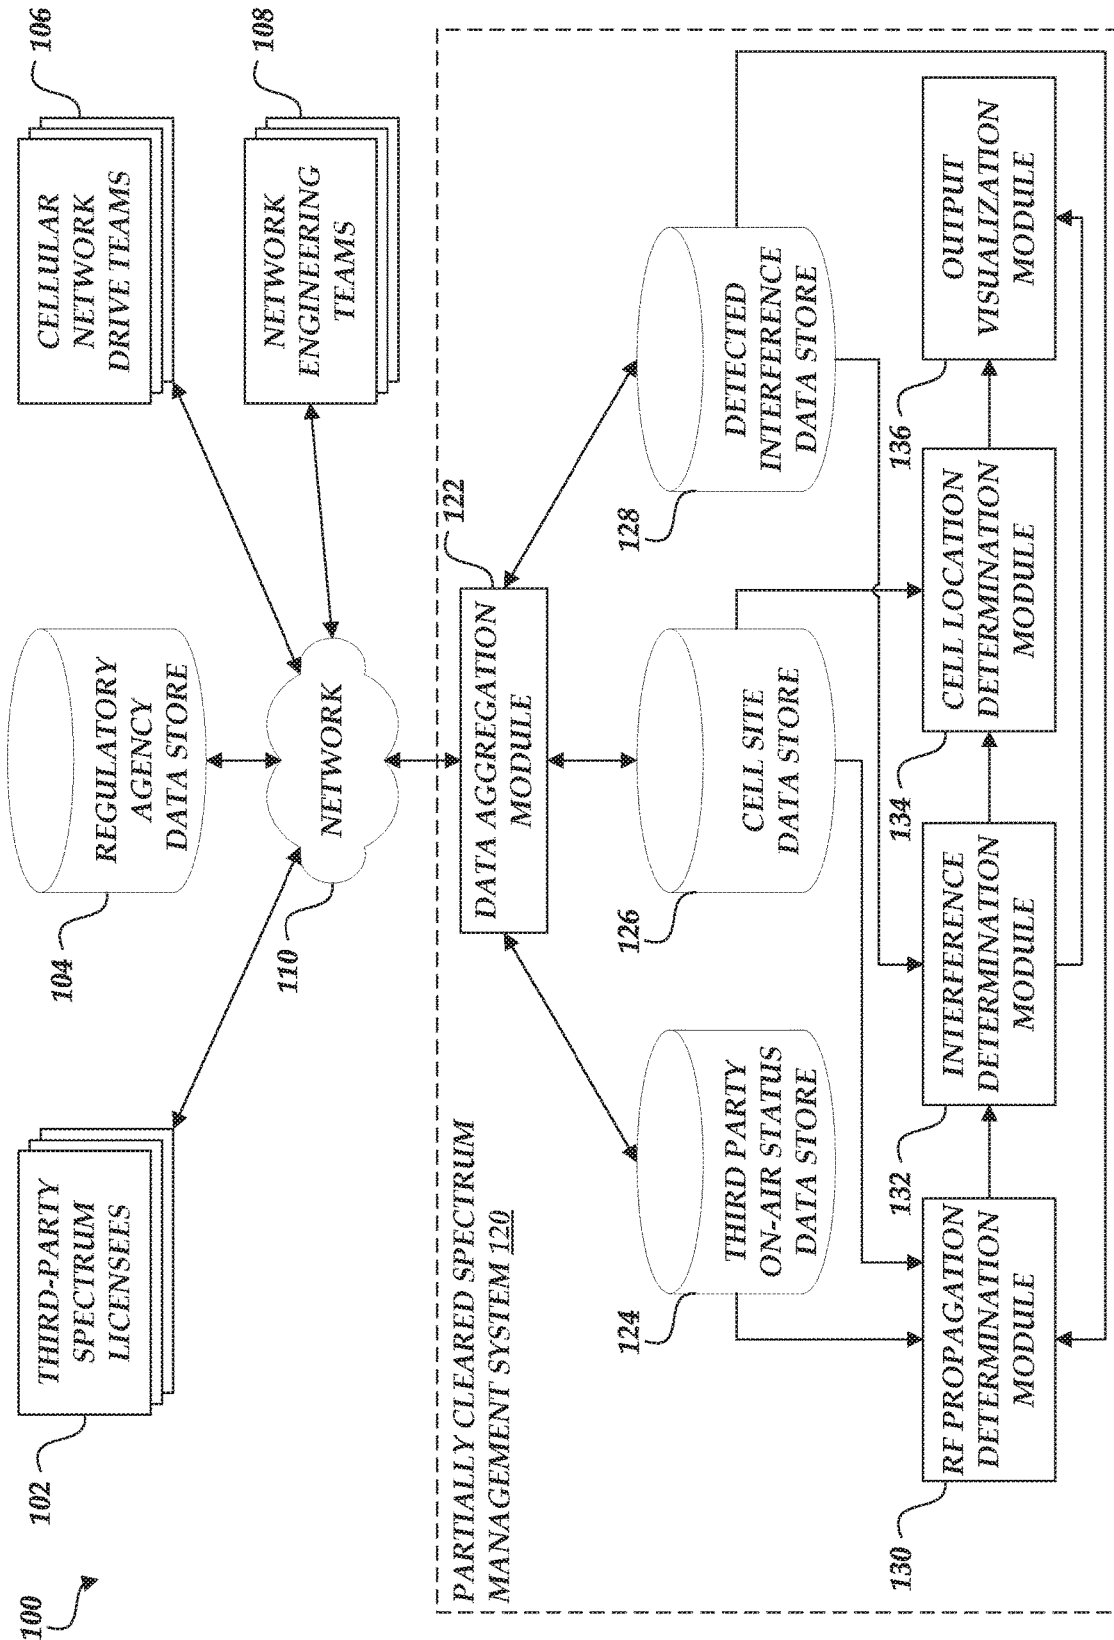 100
102
THIRD-PARTY
SPECTRUM
LICENSEES
104
REGULATORY
AGENCY
DATA STORE
106
CELLULAR
NETWORK
DRIVE TEAMS
108
NETWORK
ENGINEERING
TEAMS
110
NETWORK
PARTIALLY CLEARED SPECTRUM
MANAGEMENT SYSTEM 120
122
DATA AGGREGATION
MODULE
124
THIRD PARTY
ON-AIR STATUS
DATA STORE
126
CELL SITE
DATA STORE
128
DETECTED
INTERFERENCE
DATA STORE
130
RF PROPAGATION
DETERMINATION
MODULE
132
INTERFERENCE
DETERMINATION
MODULE
134
CELL LOCATION
DETERMINATION
MODULE
136
OUTPUT
VISUALIZATION
MODULE